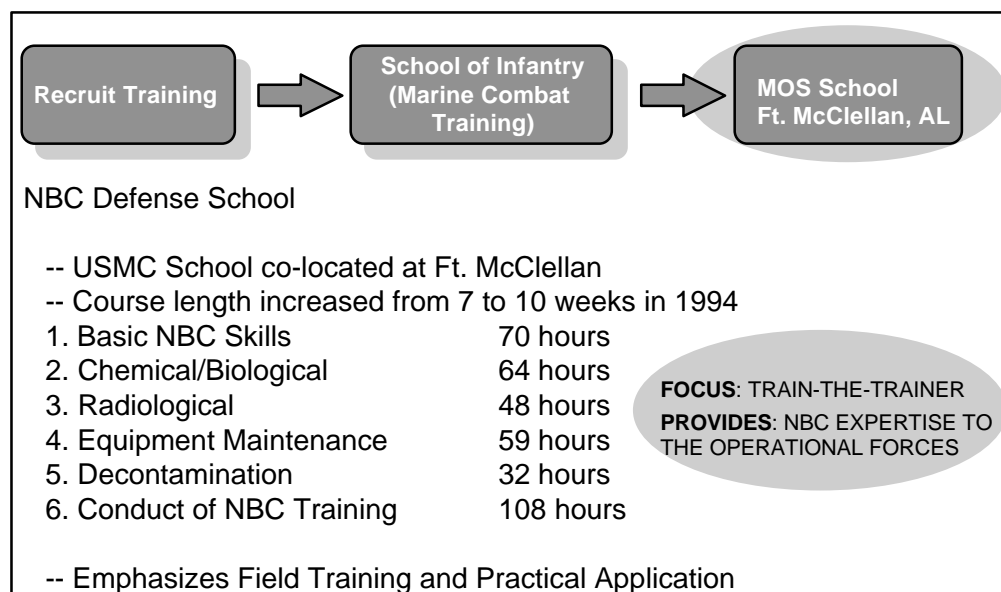 Recruit Training
School of Infantry
(Marine Combat
Training)
MOS School
Ft. McClellan, AL
NBC Defense School
-- USMC School co-located at Ft. McClellan
-- Course length increased from 7 to 10 weeks in 1994
1. Basic NBC Skills 70 hours
2. Chemical/Biological 64 hours
3. Radiological 48 hours
4. Equipment Maintenance 59 hours
5. Decontamination 32 hours
6. Conduct of NBC Training 108 hours
FOCUS: TRAIN-THE-TRAINER
PROVIDES: NBC EXPERTISE TO
THE OPERATIONAL FORCES
-- Emphasizes Field Training and Practical Application